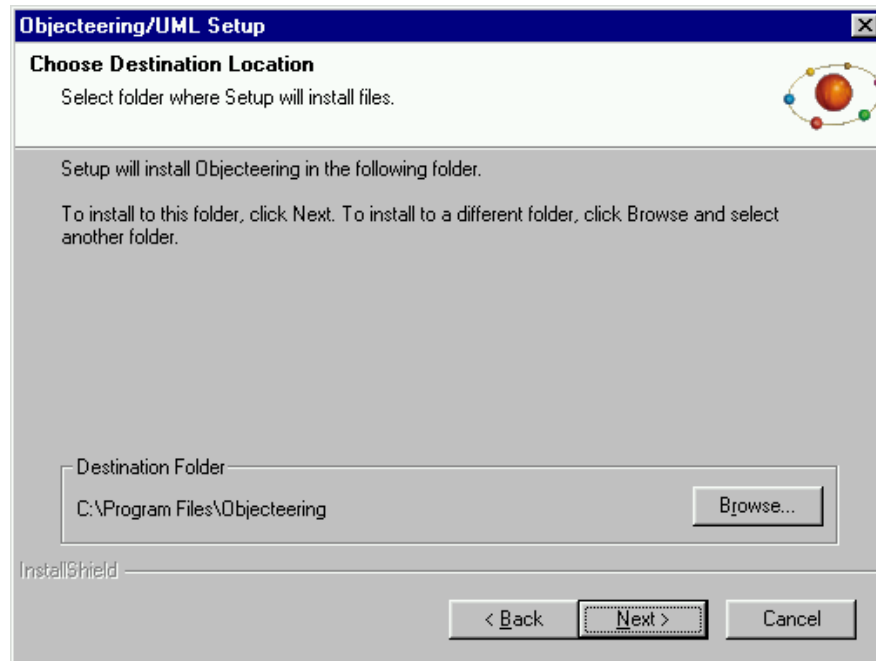 Objecteering/UML Setup
Choose Destination Location
Select folder where Setup will install files.
Setup will install Objecteering in the following folder.
To install to this folder, click Next. To install to a different folder, click Browse and select
another folder.
Destination Folder
C:\Program Files\Objecteering
Browse...
InstallShield
< Back
Next >
Cancel